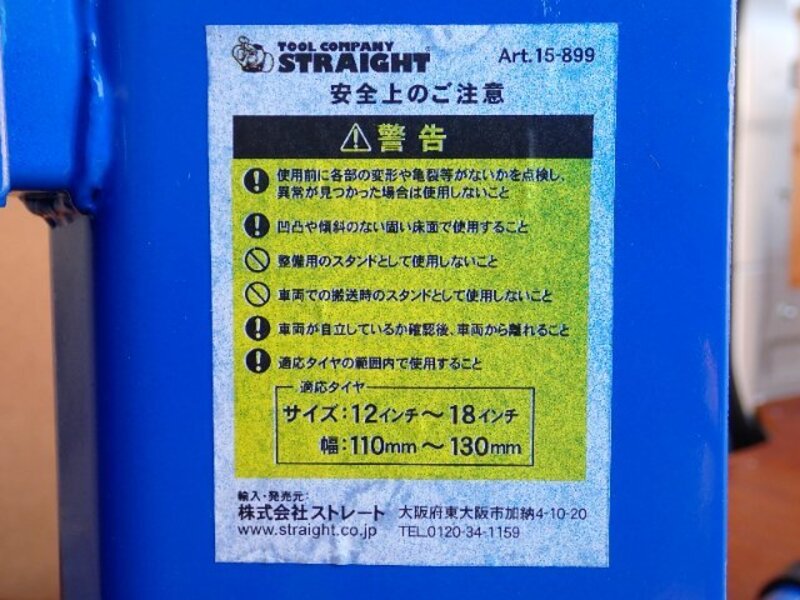 TOOL COMPANY
STRAIGHT
Art.15-899
安全上のご注意
警告
使用前に各部の変形や亀裂等がないかを点検し、
異常が見つかった場合は使用しないこと
凹凸や傾斜のない固い床面で使用すること
整備用のスタンドとして使用しないこと
車両での搬送時のスタンドとして使用しないこと
車両が自立しているか確認後、車両から離れること
適応タイヤの範囲内で使用すること
適応タイヤ
サイズ:12インチ～18インチ
幅:110mm～130mm
輸入・発売元:
株式会社ストレート 大阪府東大阪市加納4-10-20
www.straight.co.jp TEL.0120-34-1159